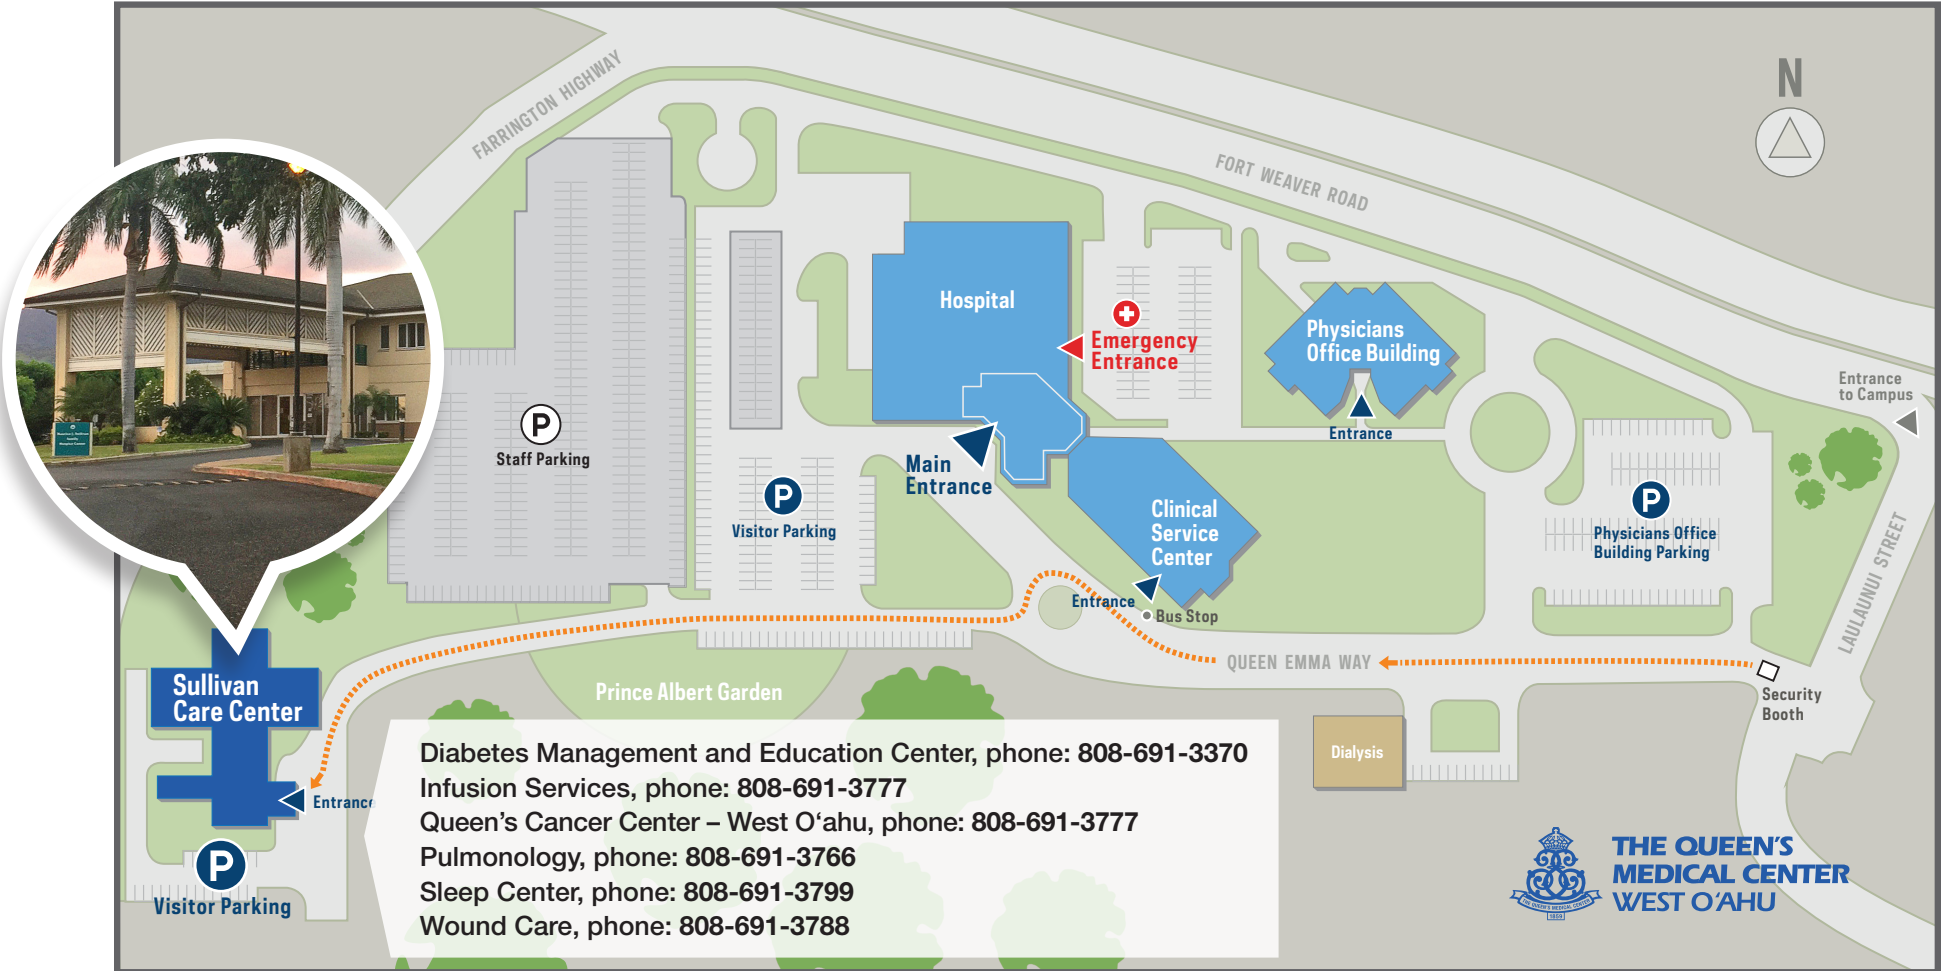 FARRINGTON HIGHWAY
FORT WEAVER ROAD
N
Hospital
Emergency
Entrance
Physicians
Office Building
Entrance
Entrance
to Campus
P
Staff Parking
Main
Entrance
P
Visitor Parking
Clinical
Service
Center
Entrance
Bus Stop
P
Physicians Office
Building Parking
LAULAUNUI STREET
QUEEN EMMA WAY
Security
Booth
Sullivan
Care Center
Prince Albert Garden
Dialysis
Entrance
P
Visitor Parking
Diabetes Management and Education Center, phone: 808-691-3370
Infusion Services, phone: 808-691-3777
Queen's Cancer Center – West O‘ahu, phone: 808-691-3777
Pulmonology, phone: 808-691-3766
Sleep Center, phone: 808-691-3799
Wound Care, phone: 808-691-3788
THE QUEEN'S MEDICAL CENTER
1859
THE QUEEN'S
MEDICAL CENTER
WEST O‘AHU